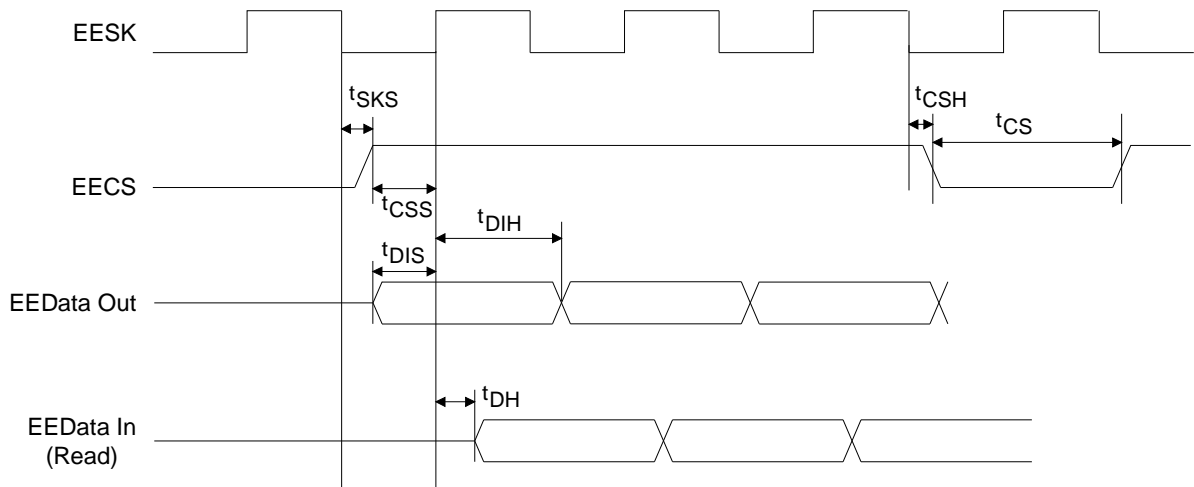 EESK
tSKS
tCSH
tCS
EECS
tCSS
tDIH
tDIS
EEData Out
tDH
EEData In
(Read)